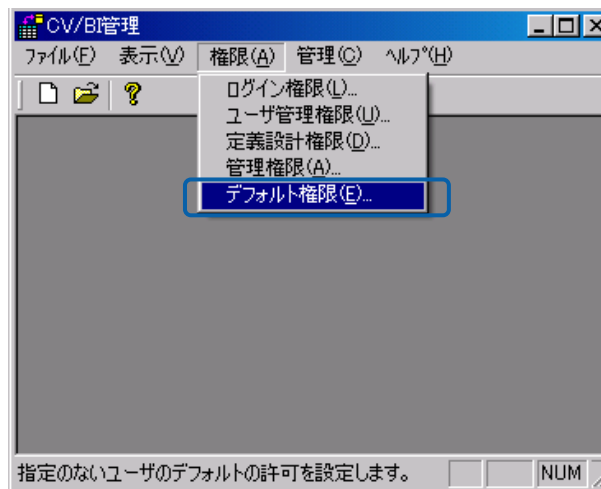 CV/BI管理
ファイル(F) 表示(V) 権限(A) 管理(C) ヘルプ(H)
ログイン権限(L)...
ユーザ管理権限(U)...
定義設計権限(D)...
管理権限(A)...
デフォルト権限(E)...
指定のないユーザのデフォルトの許可を設定します。 NUM